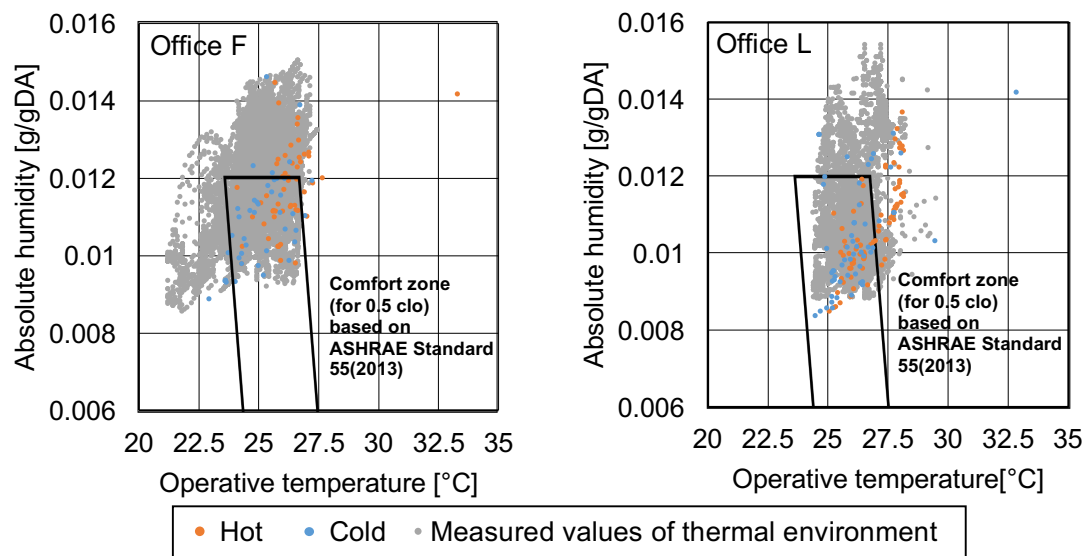 Office F
Absolute humidity [g/gDA]
0.016
0.014
0.012
0.01
0.008
0.006
Comfort zone
(for 0.5 clo)
based on
ASHRAE Standard
55(2013)
20 22.5 25 27.5 30 32.5 35
Operative temperature [°C]
Office L
Absolute humidity [g/gDA]
0.016
0.014
0.012
0.01
0.008
0.006
Comfort zone
(for 0.5 clo)
based on
ASHRAE Standard
55(2013)
20 22.5 25 27.5 30 32.5 35
Operative temperature[°C]
Hot Cold Measured values of thermal environment